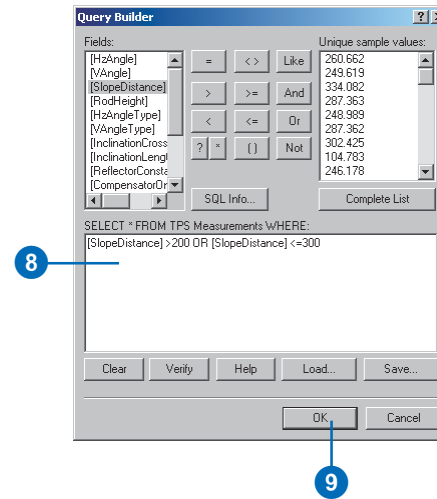 Query Builder
? x
Fields: Unique sample values:
[HzAngle]
[VAngle]
[SlopeDistance]
[RodHeight]
[HzAngleType]
[VAngleType]
[InclinationCross
[InclinationLengl
[ReflectorConsta
[CompensatorOr
= <> Like
> >= And
< <= Or
? * () Not
260.662
249.619
334.082
287.363
248.989
287.362
302.425
104.783
246.178
SQL Info... Complete List
SELECT * FROM TPS Measurements WHERE:
[SlopeDistance] >200 OR [SlopeDistance] <=300
8
Clear Verify Help Load... Save...
OK Cancel
9